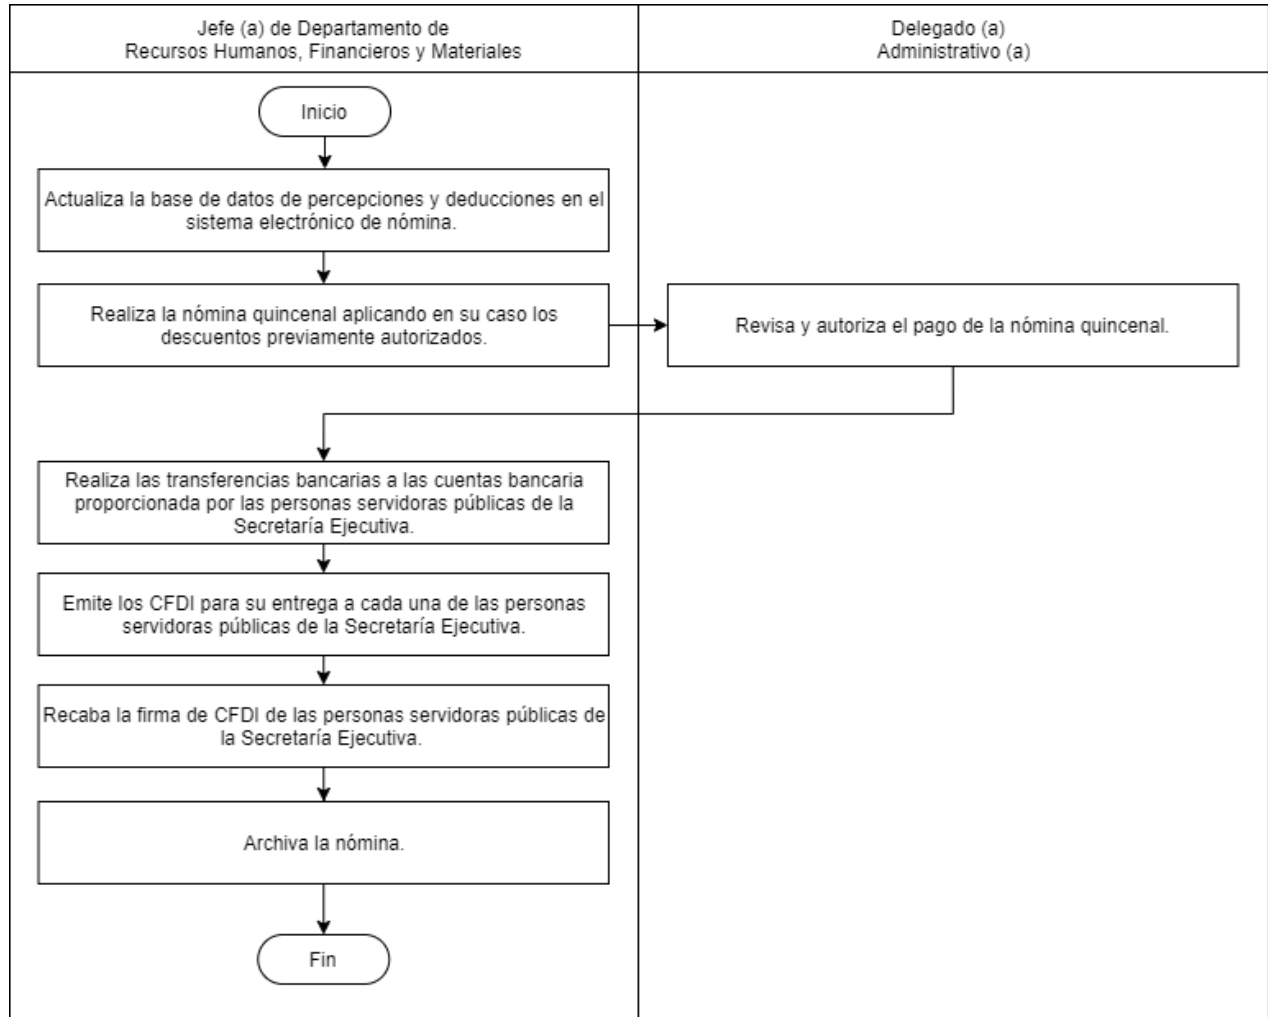 Jefe (a) de Departamento de
Recursos Humanos, Financieros y Materiales
Delegado (a)
Administrativo (a)
Inicio
Actualiza la base de datos de percepciones y deducciones en el
sistema electrónico de nómina.
Realiza la nómina quincenal aplicando en su caso los
descuentos previamente autorizados.
Revisa y autoriza el pago de la nómina quincenal.
Realiza las transferencias bancarias a las cuentas bancaria
proporcionada por las personas servidoras públicas de la
Secretaría Ejecutiva.
Emite los CFDI para su entrega a cada una de las personas
servidoras públicas de la Secretaría Ejecutiva.
Recaba la firma de CFDI de las personas servidoras públicas de
la Secretaría Ejecutiva.
Archiva la nómina.
Fin